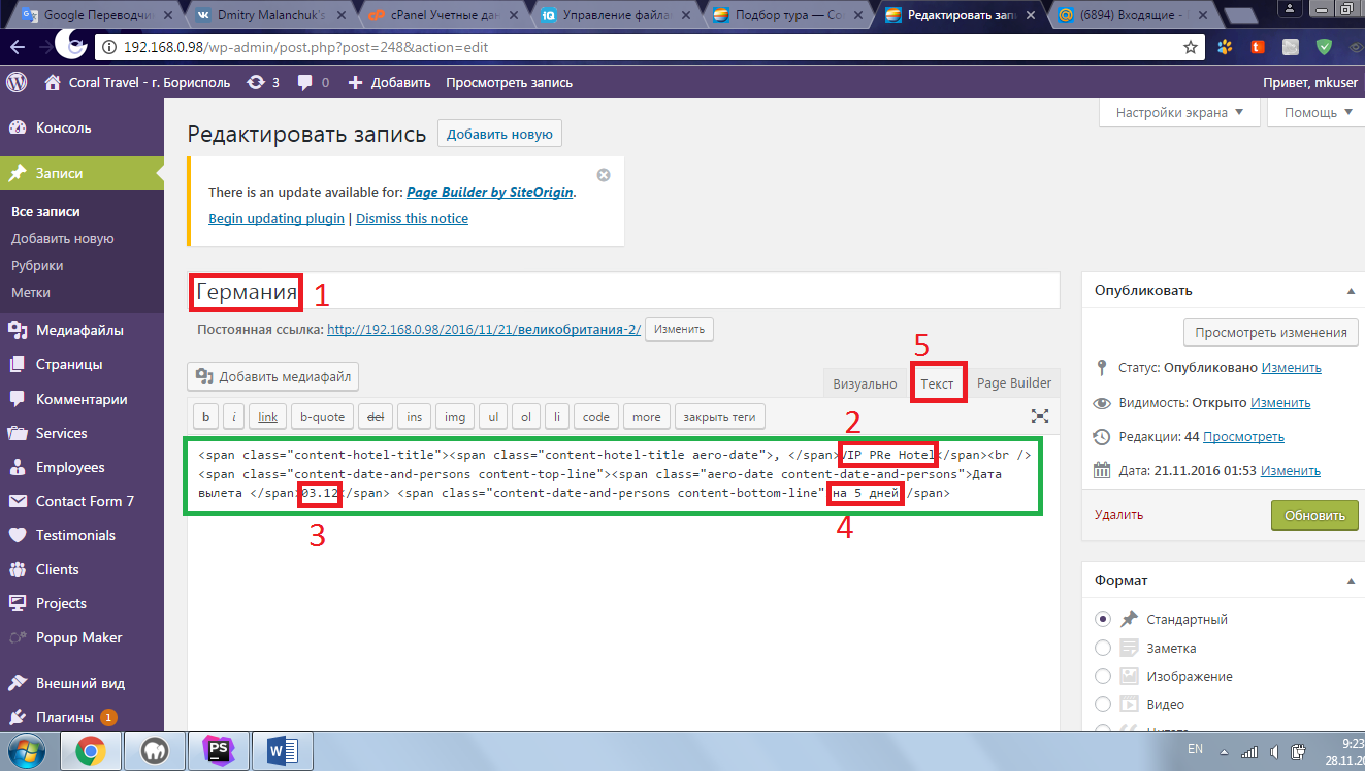 Google Переводчи
Dmitry Malanchuk's
cPanel Учетные дан
Управление файла
Подбор тура — Co
Редактировать запи
(6894) Входящие -
192.168.0.98/wp-admin/post.php?post=248&action=edit
Coral Travel – г. Борисполь 3 0 Добавить Просмотреть запись Привет, mkuser
Настройки экрана Помощь
Консоль
Записи
Все записи
Добавить новую
Рубрики
Метки
Медиафайлы
Страницы
Комментарии
Services
Employees
Contact Form 7
Testimonials
Clients
Projects
Popup Maker
Внешний вид
Плагины 1
Редактировать запись Добавить новую
There is an update available for: Page Builder by SiteOrigin.
Begin updating plugin | Dismiss this notice
Германия 1
Постоянная ссылка: http://192.168.0.98/2016/11/21/великобритания-2/ Изменить
5
Добавить медиафайл Визуально Текст Page Builder
b i link b-quote del ins img ul ol li code more закрыть теги
2
<span class="content-hotel-title"><span class="content-hotel-title aero-date">, </span>VIP PRe Hotel</span><br />
<span class="content-date-and-persons content-top-line"><span class="aero-date content-date-and-persons">Дата
вылета </span>03.12</span> <span class="content-date-and-persons content-bottom-line" на 5 дней</span>
3 4
Опубликовать
Просмотреть изменения
Статус: Опубликовано Изменить
Видимость: Открыто Изменить
Редакции: 44 Просмотреть
Дата: 21.11.2016 01:53 Изменить
Удалить Обновить
Формат
Стандартный
Заметка
Изображение
Видео
PS W
EN 9:23
28.11.20